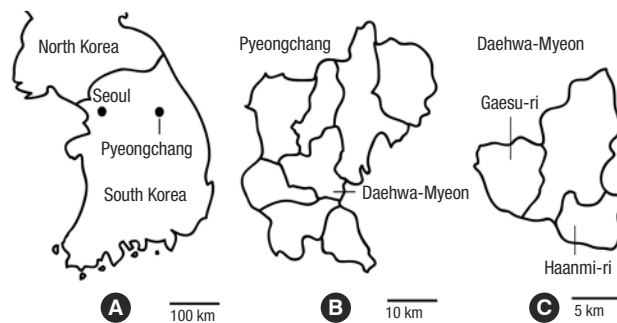 North Korea
Seoul
Pyeongchang
South Korea
A
100 km
Pyeongchang
Daehwa-Myeon
B
10 km
Daehwa-Myeon
Gaesu-ri
Haanmi-ri
C
5 km